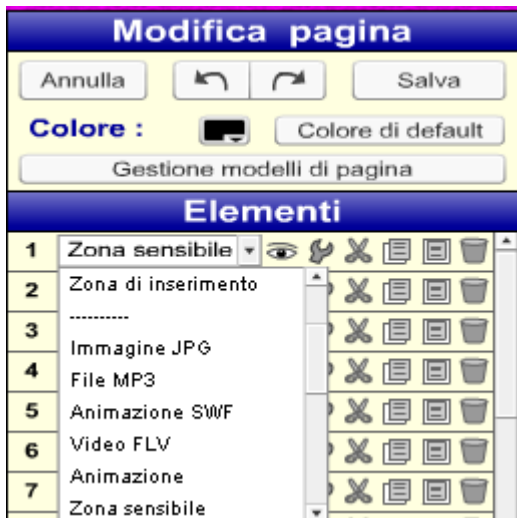 Modifica pagina
Annulla Salva
Colore : Colore di default
Gestione modelli di pagina
Elementi
1 Zona sensibile
2 Zona di inserimento
----------
3 Immagine JPG
4 File MP3
5 Animazione SWF
6 Video FLV
7 Animazione
Zona sensibile